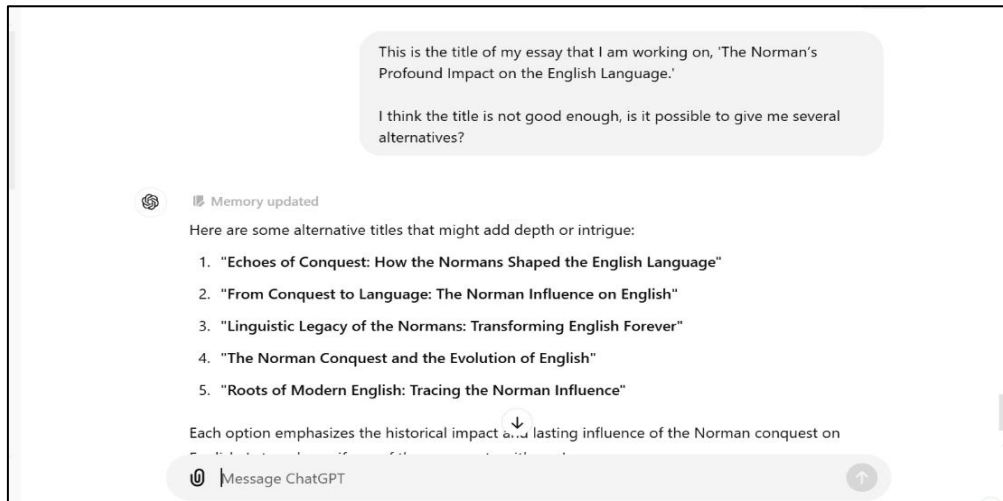 This is the title of my essay that I am working on, 'The Norman's
Profound Impact on the English Language.'
I think the title is not good enough, is it possible to give me several
alternatives?
Memory updated
Here are some alternative titles that might add depth or intrigue:
1. "Echoes of Conquest: How the Normans Shaped the English Language"
2. "From Conquest to Language: The Norman Influence on English"
3. "Linguistic Legacy of the Normans: Transforming English Forever"
4. "The Norman Conquest and the Evolution of English"
5. "Roots of Modern English: Tracing the Norman Influence"
Each option emphasizes the historical impact and lasting influence of the Norman conquest on
Message ChatGPT